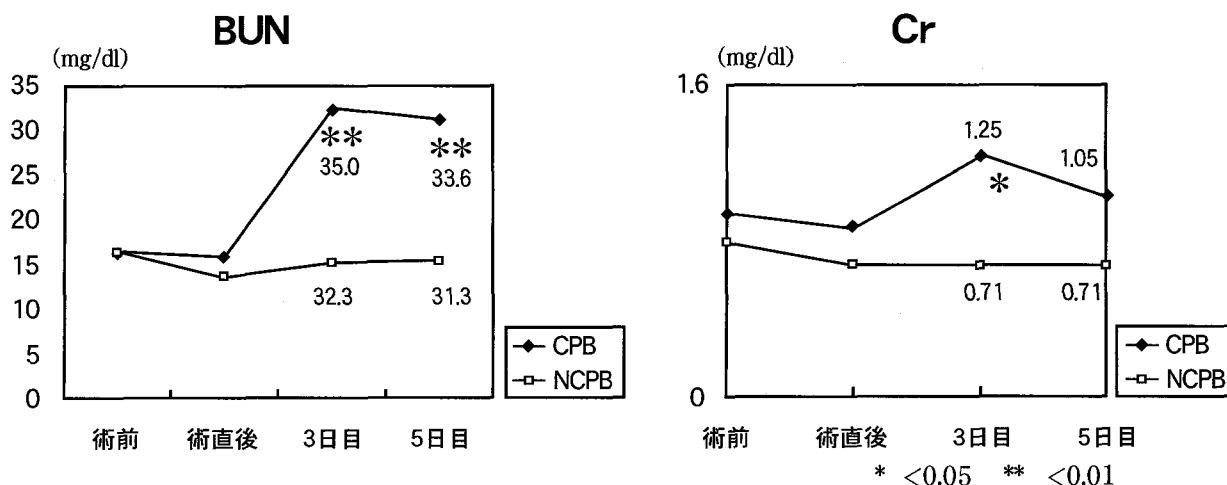 BUN
(mg/dl)
35
30
25
20
15
10
5
0
**
35.0
**
33.6
32.3
31.3
術前
術直後
3日目
5日目
CPB
NCPB
Cr
(mg/dl)
1.6
0
1.25
*
1.05
0.71
0.71
術前
術直後
3日目
5日目
CPB
NCPB
* <0.05 ** <0.01